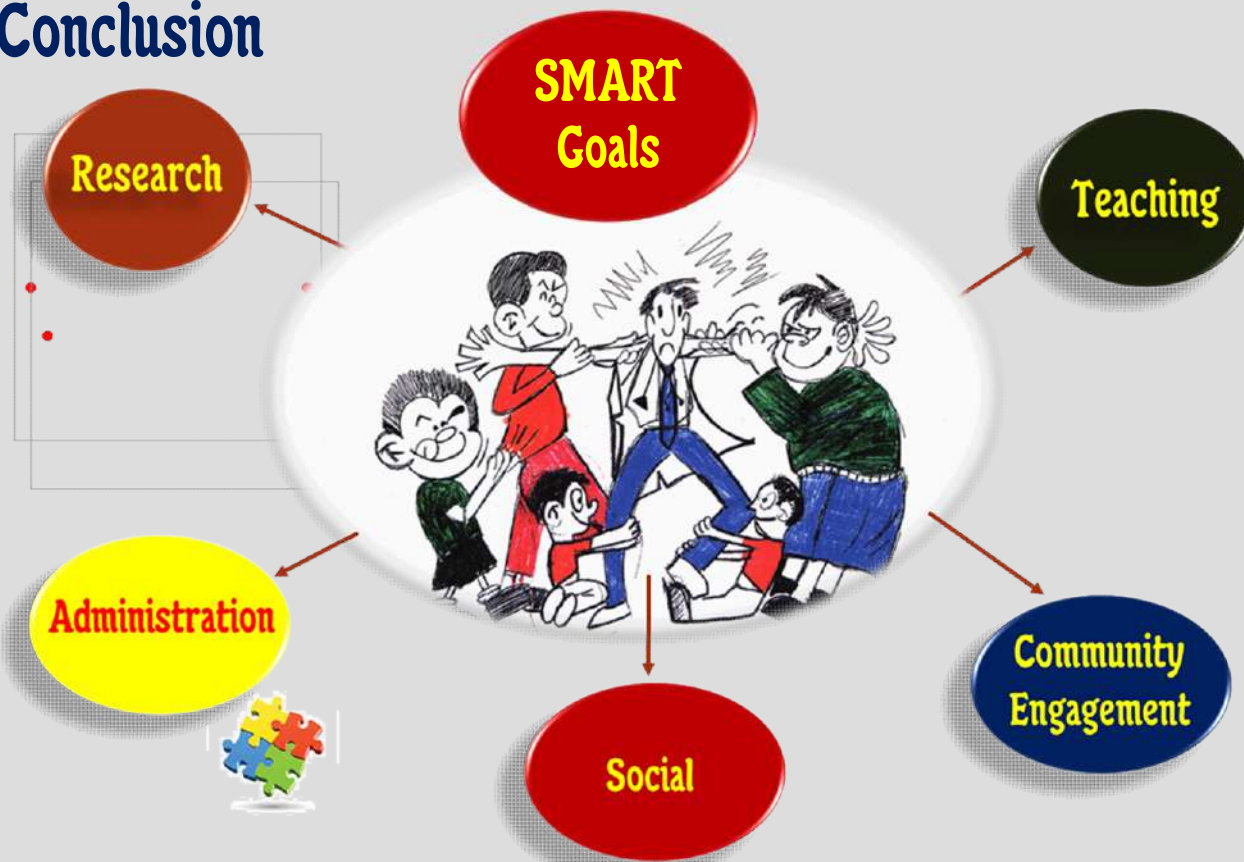 Conclusion
SMART
Goals
Research
Teaching
Administration
Community
Engagement
Social